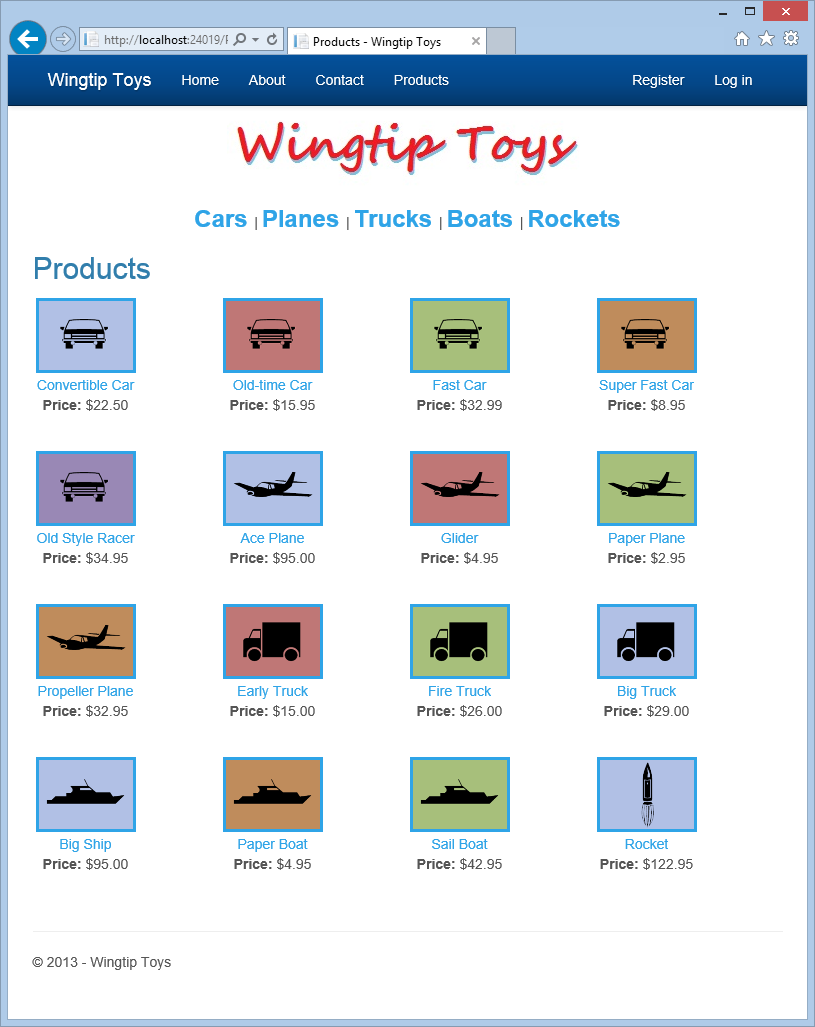 http://localhost:24019/
Products - Wingtip Toys
Wingtip Toys Home About Contact Products Register Log in
Wingtip Toys
Cars | Planes | Trucks | Boats | Rockets
Products
Convertible Car Old-time Car Fast Car Super Fast Car
Price: $22.50 Price: $15.95 Price: $32.99 Price: $8.95
Old Style Racer Ace Plane Glider Paper Plane
Price: $34.95 Price: $95.00 Price: $4.95 Price: $2.95
Propeller Plane Early Truck Fire Truck Big Truck
Price: $32.95 Price: $15.00 Price: $26.00 Price: $29.00
Big Ship Paper Boat Sail Boat Rocket
Price: $95.00 Price: $4.95 Price: $42.95 Price: $122.95
© 2013 - Wingtip Toys